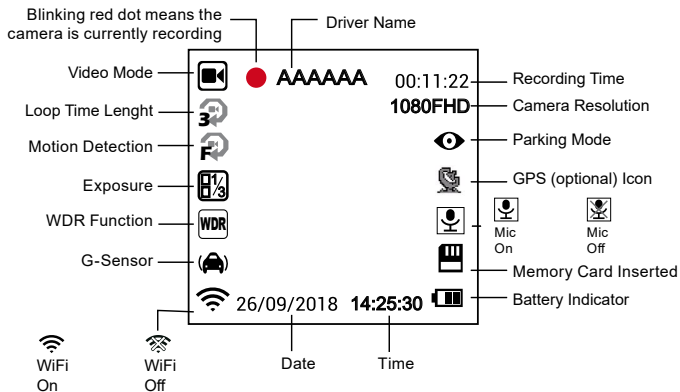 Blinking red dot means the
camera is currently recording
Driver Name
Video Mode
AAAAAA
00:11:22
Recording Time
Loop Time Lenght
3
1080FHD
Camera Resolution
Motion Detection
F
Parking Mode
Exposure
1/3
GPS (optional) Icon
WDR Function
WDR
Mic
On
Mic
Off
G-Sensor
Memory Card Inserted
26/09/2018
14:25:30
Battery Indicator
WiFi
On
WiFi
Off
Date
Time